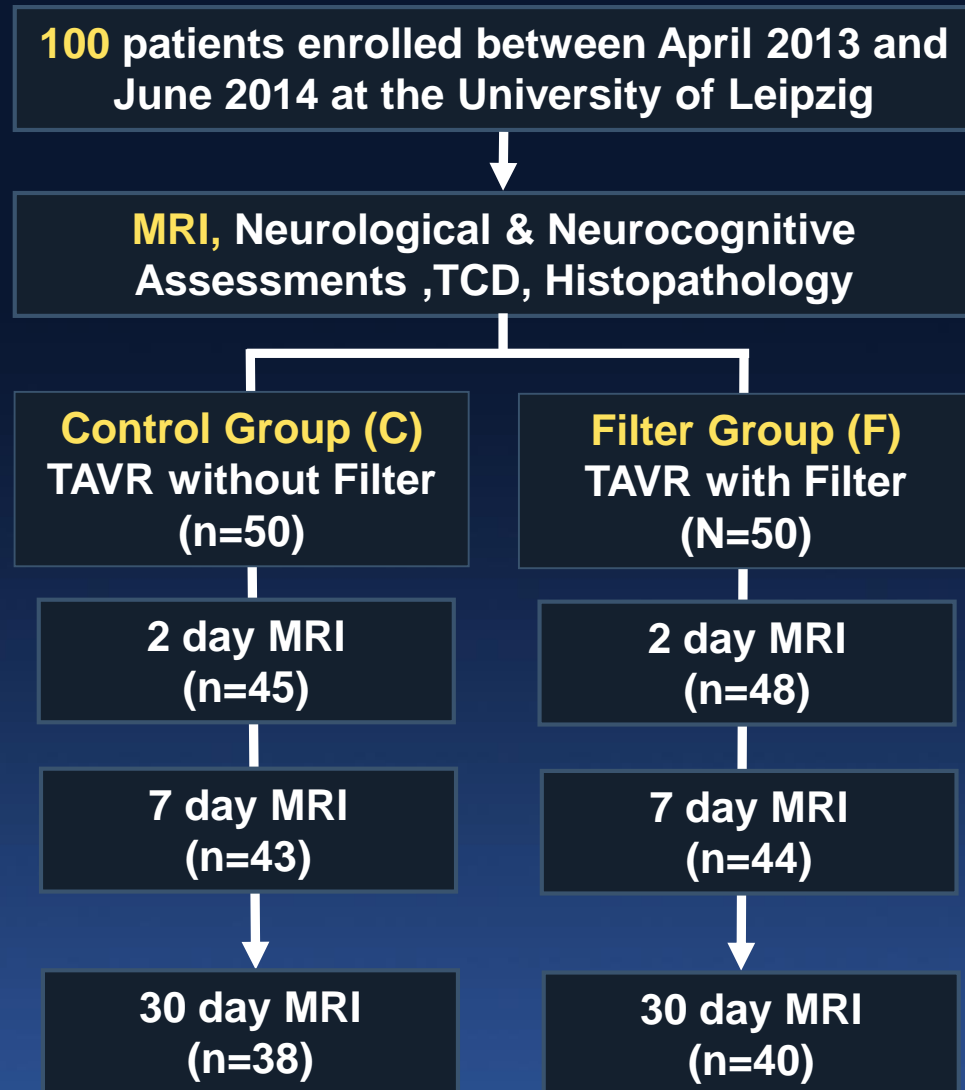 100 patients enrolled between April 2013 and
June 2014 at the University of Leipzig
MRI, Neurological & Neurocognitive
Assessments ,TCD, Histopathology
Control Group (C)
TAVR without Filter
(n=50)
Filter Group (F)
TAVR with Filter
(N=50)
2 day MRI
(n=45)
2 day MRI
(n=48)
7 day MRI
(n=43)
7 day MRI
(n=44)
30 day MRI
(n=38)
30 day MRI
(n=40)